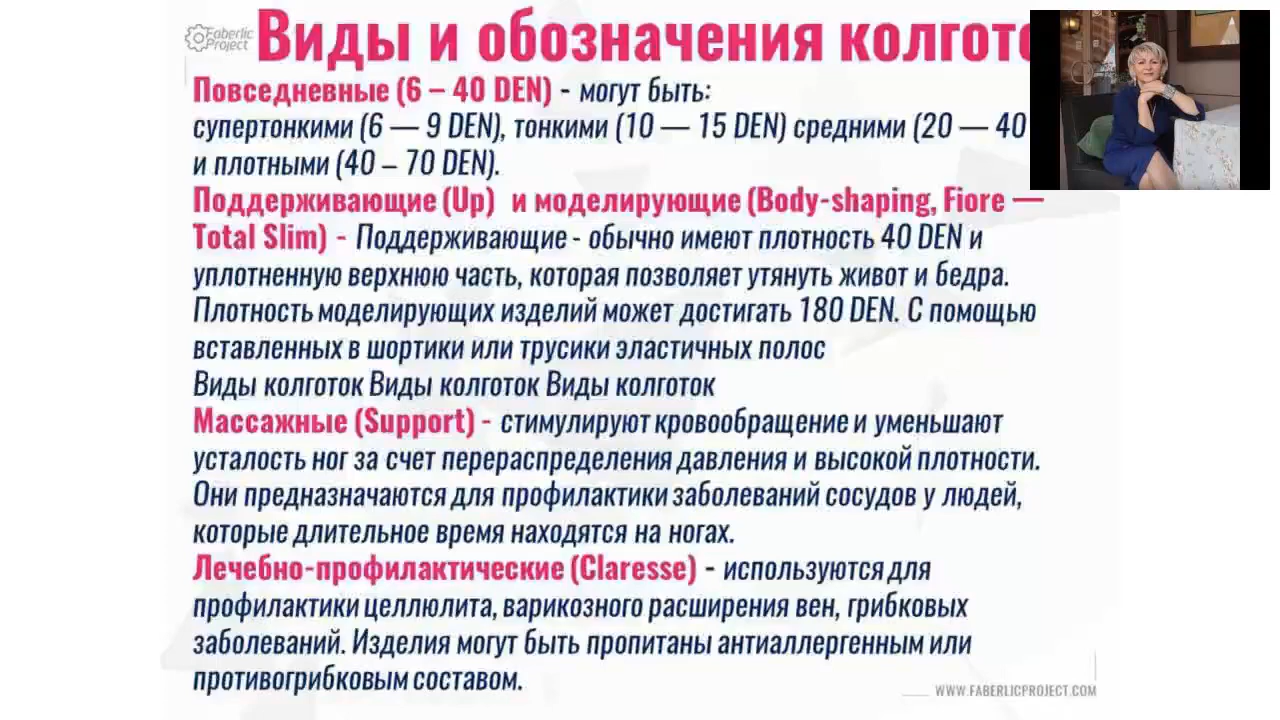 Faberlic
Project
Виды и обозначения
Повседневные (6 – 40 DEN) - могут быть:
супертонкими (6 — 9 DEN), тонкими (10 — 15 DEN) средними (20 — 40
и плотными (40 – 70 DEN).
Поддерживающие (Up) и моделирующие (Body-shaping, Fiore —
Total Slim) - Поддерживающие - обычно имеют плотность 40 DEN и
уплотненную верхнюю часть, которая позволяет утянуть живот и бедра.
Плотность моделирующих изделий может достигать 180 DEN. С помощью
вставленных в шортики или трусики эластичных полос
Виды колготок Виды колготок Виды колготок
Массажные (Support) - стимулируют кровообращение и уменьшают
усталость ног за счет перераспределения давления и высокой плотности.
Они предназначаются для профилактики заболеваний сосудов у людей,
которые длительное время находятся на ногах.
Лечебно-профилактические (Claresse) - используются для
профилактики целлюлита, варикозного расширения вен, грибковых
заболеваний. Изделия могут быть пропитаны антиаллергенным или
противогрибковым составом.
WWW.FABERLICPROJECT.COM